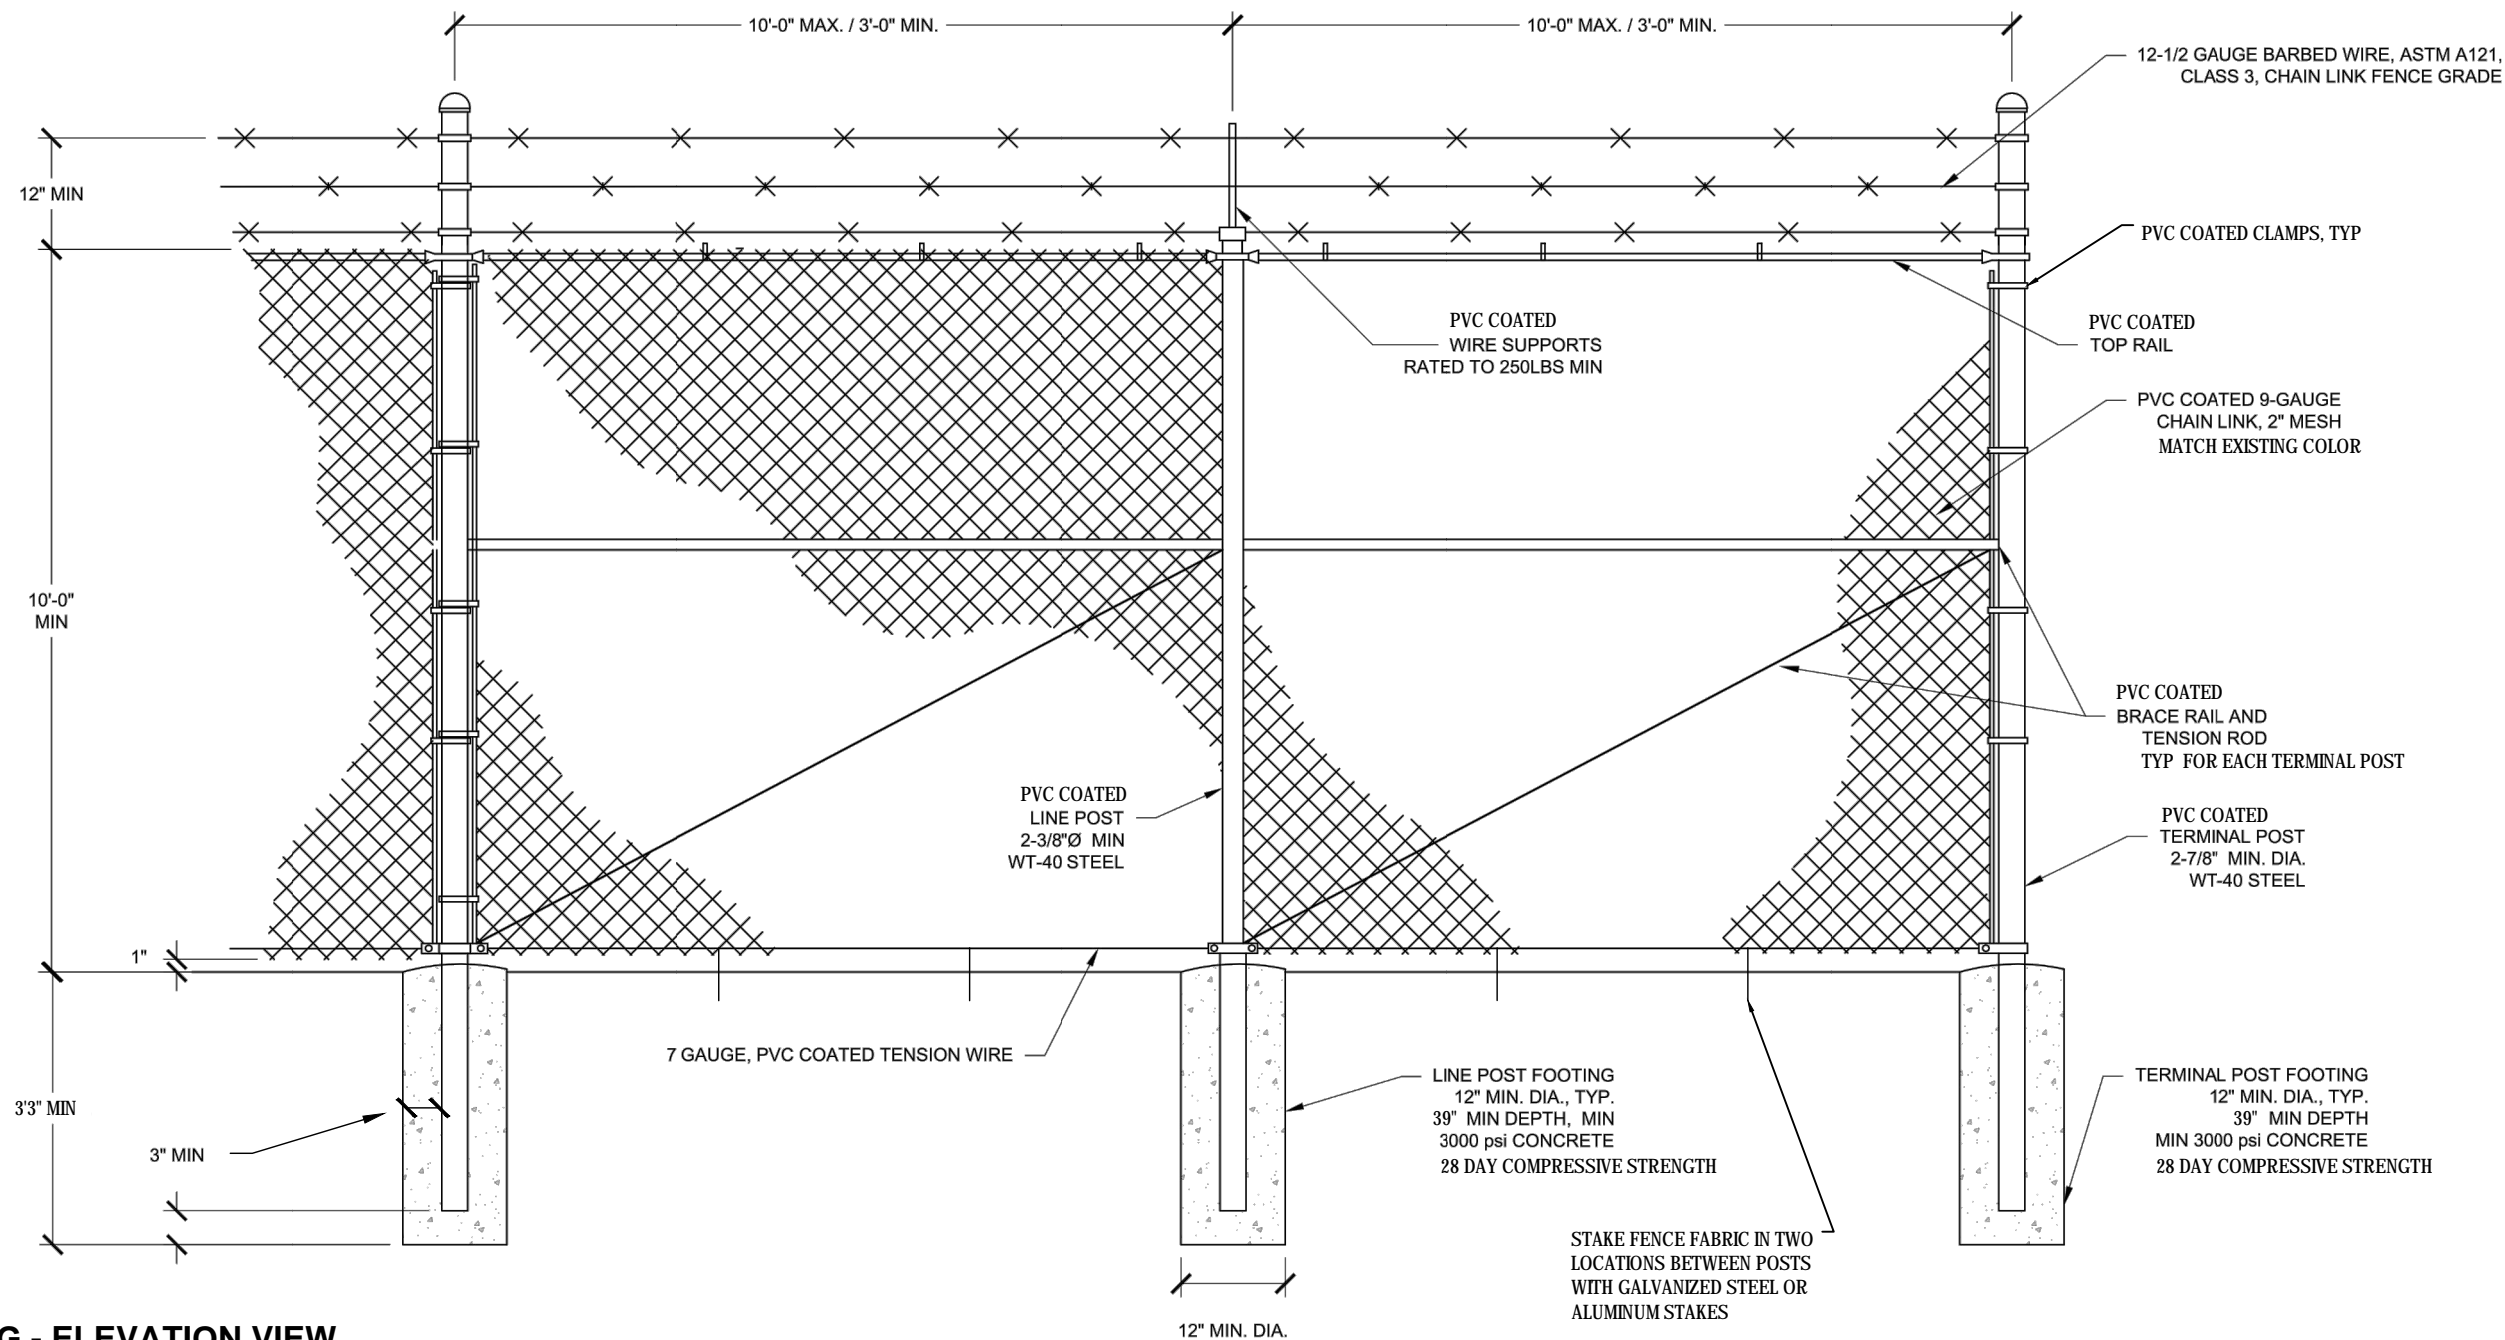 10'-0" MAX. / 3'-0" MIN.
10'-0" MAX. / 3'-0" MIN.
12-1/2 GAUGE BARBED WIRE, ASTM A121,
CLASS 3, CHAIN LINK FENCE GRADE
12" MIN
PVC COATED CLAMPS, TYP
PVC COATED
WIRE SUPPORTS
RATED TO 250LBS MIN
PVC COATED
TOP RAIL
PVC COATED 9-GAUGE
CHAIN LINK, 2" MESH
MATCH EXISTING COLOR
10'-0"
MIN
PVC COATED
BRACE RAIL AND
TENSION ROD
TYP FOR EACH TERMINAL POST
PVC COATED
LINE POST
2-3/8"Ø MIN
WT-40 STEEL
PVC COATED
TERMINAL POST
2-7/8" MIN. DIA.
WT-40 STEEL
1"
7 GAUGE, PVC COATED TENSION WIRE
3'3" MIN
3" MIN
LINE POST FOOTING
12" MIN. DIA., TYP.
39" MIN DEPTH, MIN
3000 psi CONCRETE
28 DAY COMPRESSIVE STRENGTH
TERMINAL POST FOOTING
12" MIN. DIA., TYP.
39" MIN DEPTH
MIN 3000 psi CONCRETE
28 DAY COMPRESSIVE STRENGTH
STAKE FENCE FABRIC IN TWO
LOCATIONS BETWEEN POSTS
WITH GALVANIZED STEEL OR
ALUMINUM STAKES
12" MIN. DIA.
G - ELEVATION VIEW